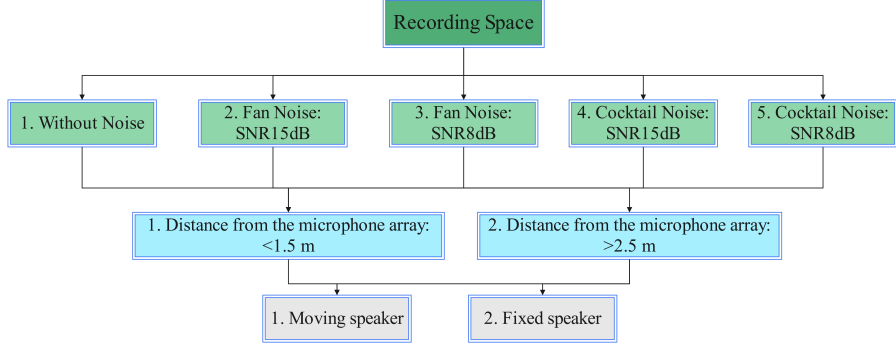 Recording Space
1. Without Noise
2. Fan Noise:
SNR15dB
3. Fan Noise:
SNR8dB
4. Cocktail Noise:
SNR15dB
5. Cocktail Noise:
SNR8dB
1. Distance from the microphone array:
<1.5 m
2. Distance from the microphone array:
>2.5 m
1. Moving speaker
2. Fixed speaker